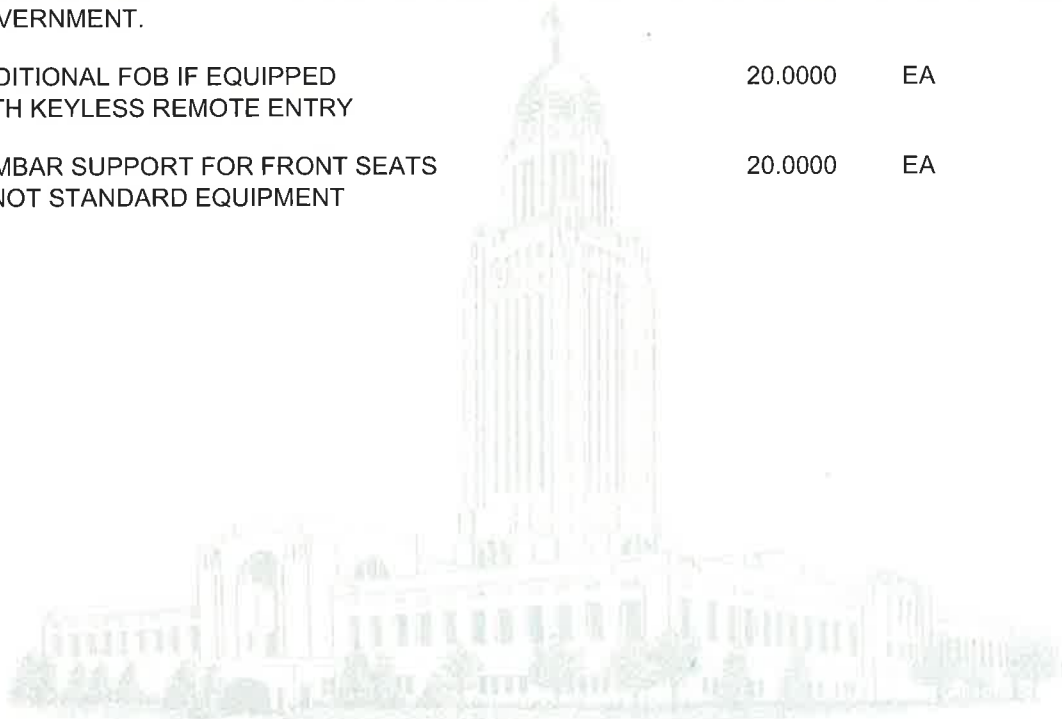 VERNMENT.
DITIONAL FOB IF EQUIPPED 20.0000 EA
TH KEYLESS REMOTE ENTRY
MBAR SUPPORT FOR FRONT SEATS 20.0000 EA
NOT STANDARD EQUIPMENT